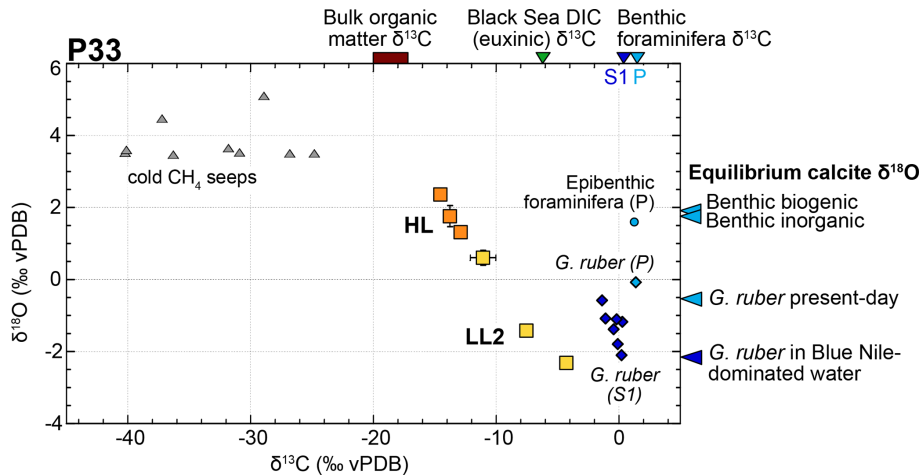 Bulk organic
matter δ¹³C
Black Sea DIC
(euxinic) δ¹³C
Benthic
foraminifera δ¹³C
P33
S1 P
6
4
2
0
-2
-4
δ¹⁸O (‰ vPDB)
cold CH₄ seeps
HL
LL2
Epibenthic
foraminifera (P)
G. ruber (P)
G. ruber
(S1)
Equilibrium calcite δ¹⁸O
Benthic biogenic
Benthic inorganic
G. ruber present-day
G. ruber in Blue Nile-
dominated water
-40 -30 -20 -10 0
δ¹³C (‰ vPDB)